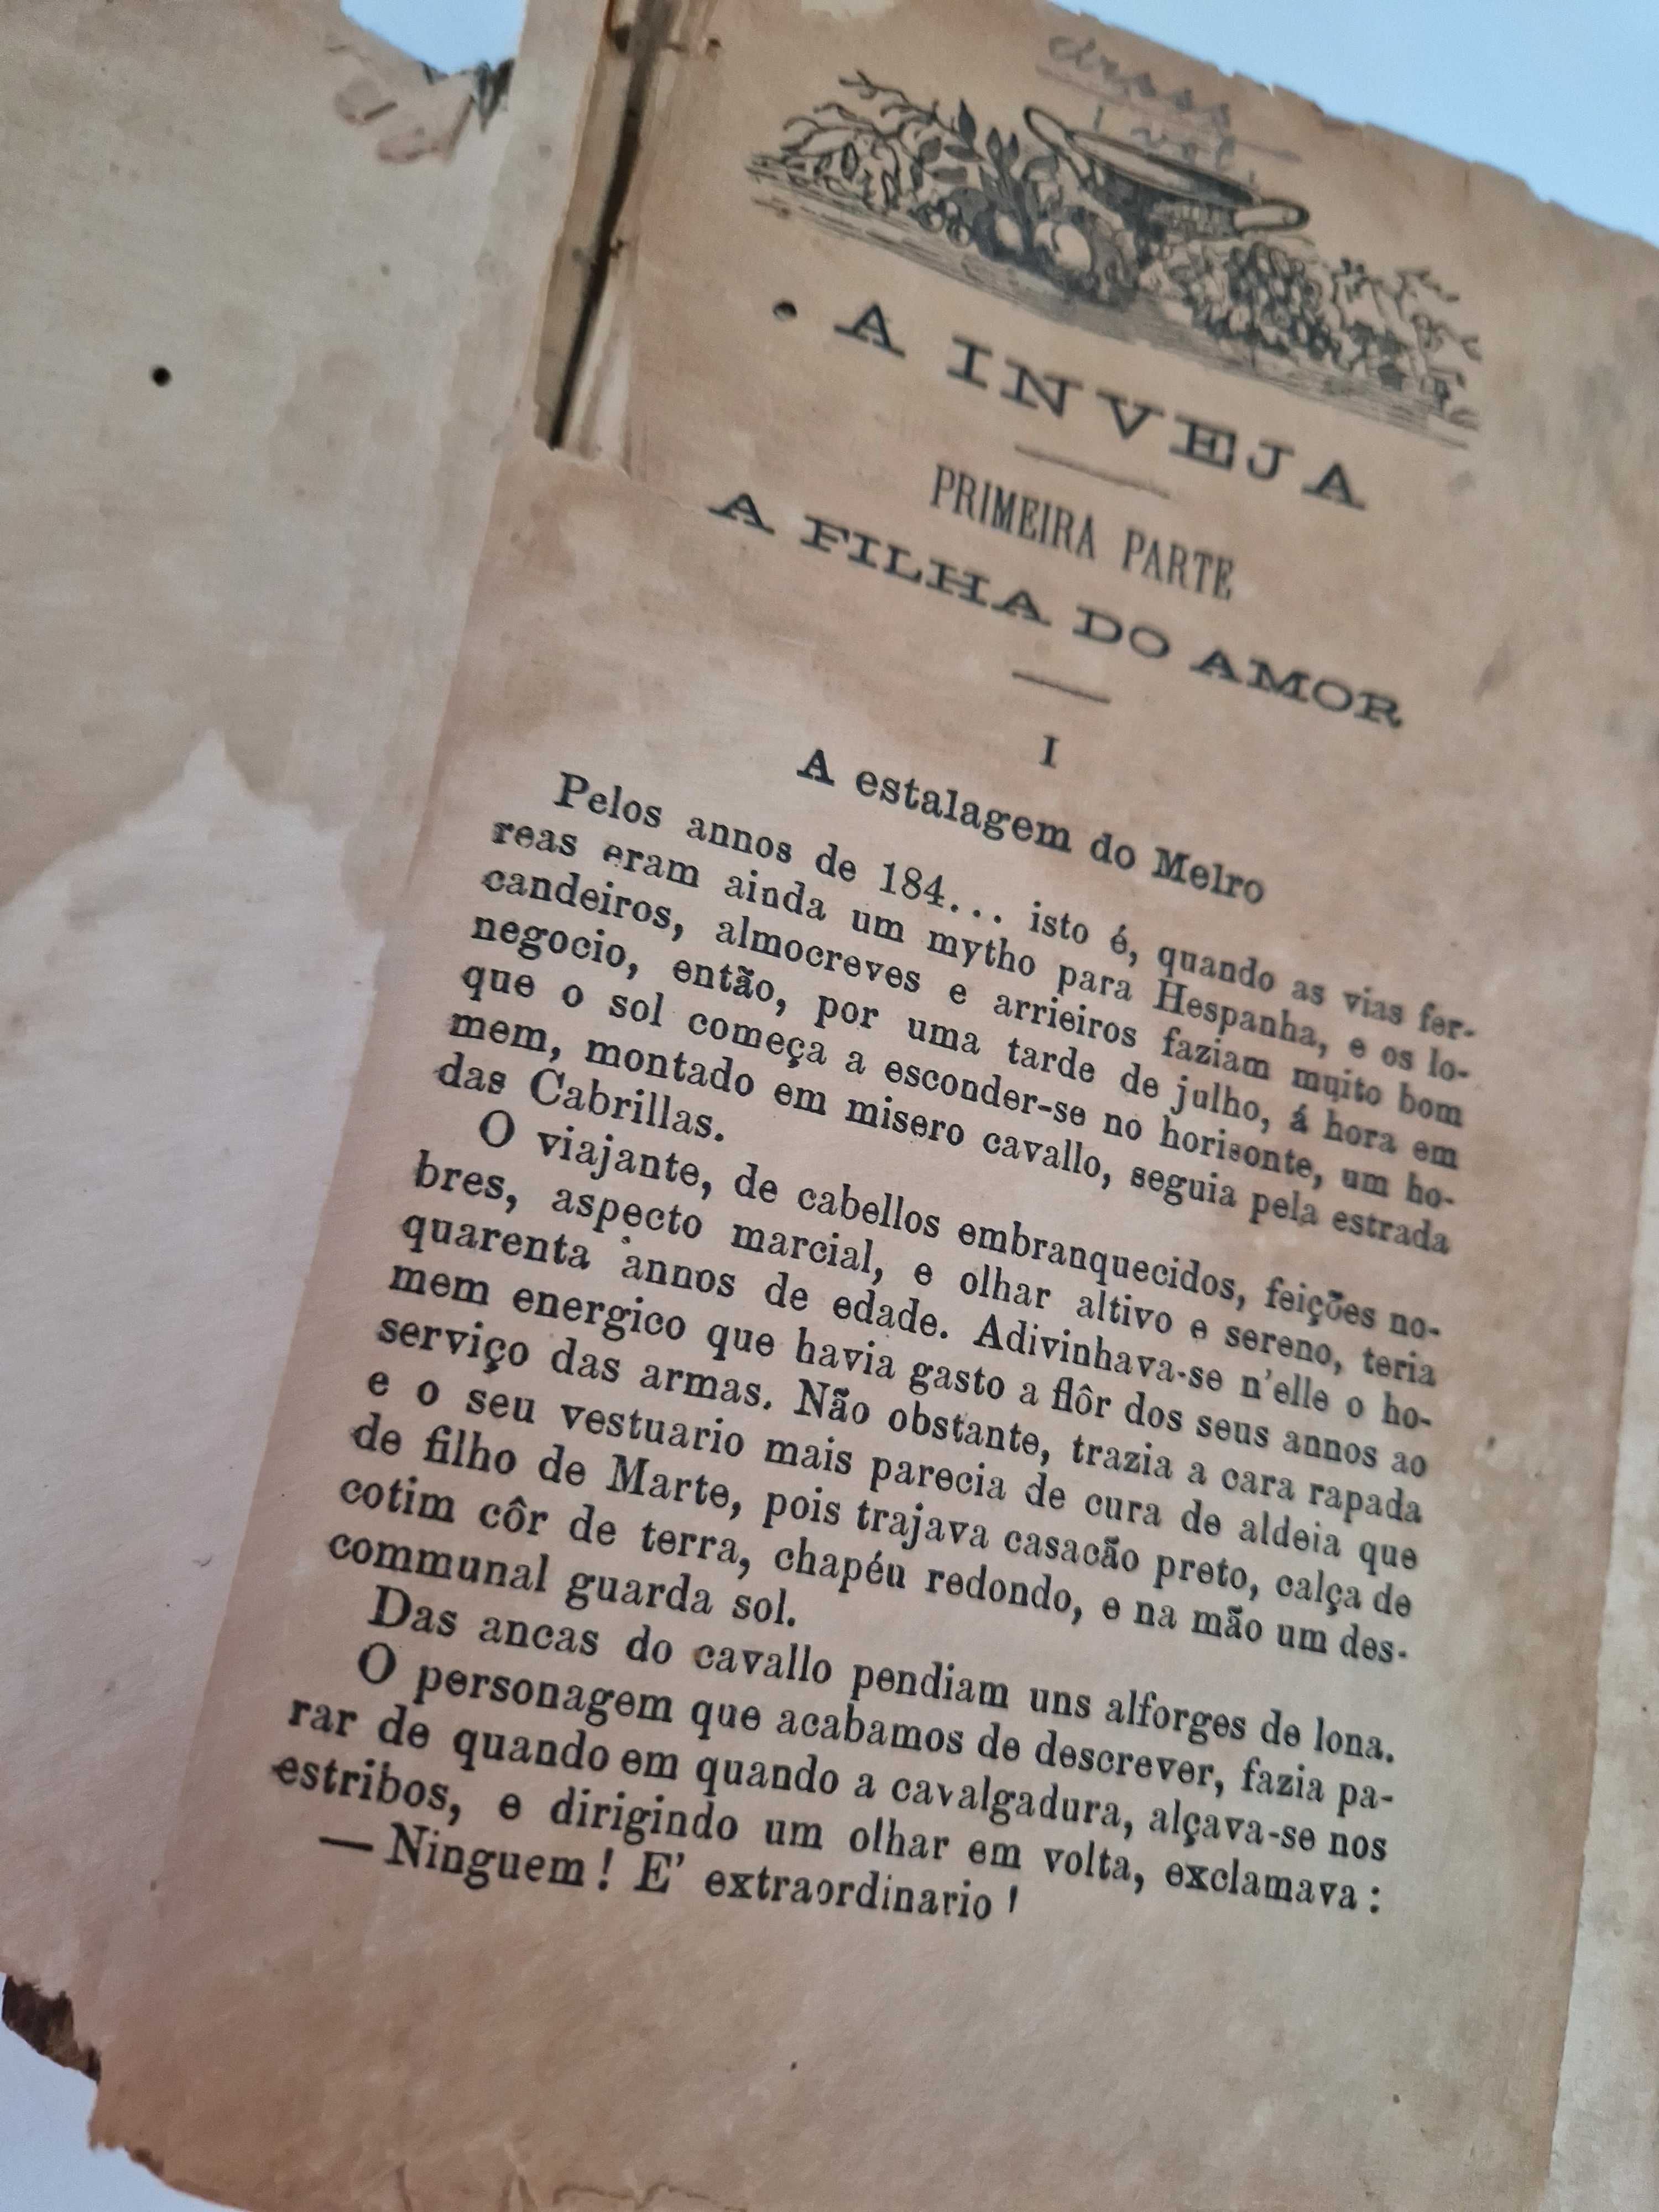 1 vol
A INVEJA
PRIMEIRA PARTE
A FILHA DO AMOR
I
A estalagem do Melro
Pelos annos de 184... isto é, quando as vias fer-
reas eram ainda um mytho para Hespanha, e os lo-
candeiros, almocreves e arrieiros faziam muito bom
negocio, então, por uma tarde de julho, á hora em
que o sol começa a esconder-se no horisonte, um ho-
mem, montado em misero cavallo, seguia pela estrada
das Cabrillas.
O viajante, de cabellos embranquecidos, feições no-
bres, aspecto marcial, e olhar altivo e sereno, teria
quarenta annos de edade. Adivinhava-se n'elle o ho-
mem energico que havia gasto a flôr dos seus annos ao
serviço das armas. Não obstante, trazia a cara rapada
e o seu vestuario mais parecia de cura de aldeia que
de filho de Marte, pois trajava casacão preto, calça de
cotim côr de terra, chapéu redondo, e na mão um des-
communal guarda sol.
Das ancas do cavallo pendiam uns alforges de lona.
O personagem que acabamos de descrever, fazia pa-
rar de quando em quando a cavalgadura, alçava-se nos
estribos, e dirigindo um olhar em volta, exclamava:
— Ninguem! E' extraordinario!